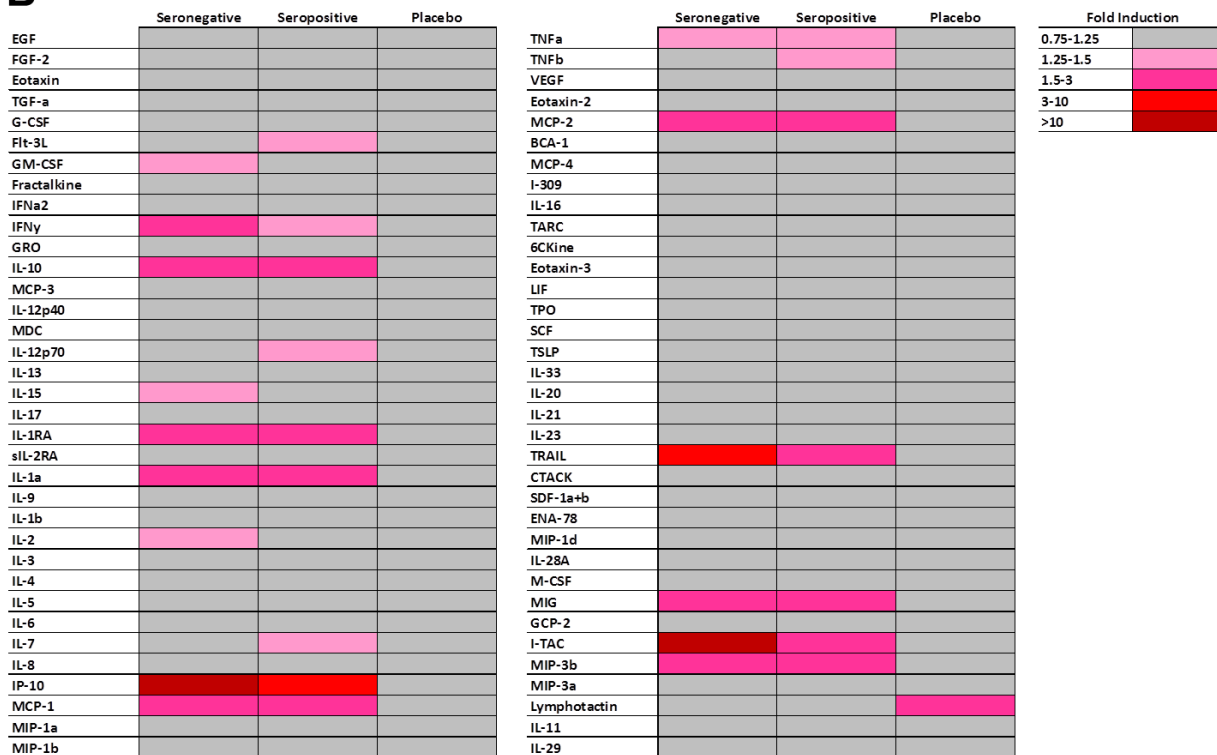 Seronegative Seropositive Placebo
EGF
FGF-2
Eotaxin
TGF-a
G-CSF
Flt-3L
GM-CSF
Fractalkine
IFNa2
IFNy
GRO
IL-10
MCP-3
IL-12p40
MDC
IL-12p70
IL-13
IL-15
IL-17
IL-1RA
sIL-2RA
IL-1a
IL-9
IL-1b
IL-2
IL-3
IL-4
IL-5
IL-6
IL-7
IL-8
IP-10
MCP-1
MIP-1a
MIP-1b
Seronegative Seropositive Placebo
TNFa
TNFb
VEGF
Eotaxin-2
MCP-2
BCA-1
MCP-4
I-309
IL-16
TARC
6CKine
Eotaxin-3
LIF
TPO
SCF
TSLP
IL-33
IL-20
IL-21
IL-23
TRAIL
CTACK
SDF-1a+b
ENA-78
MIP-1d
IL-28A
M-CSF
MIG
GCP-2
I-TAC
MIP-3b
MIP-3a
Lymphotactin
IL-11
IL-29
Fold Induction
0.75-1.25
1.25-1.5
1.5-3
3-10
>10